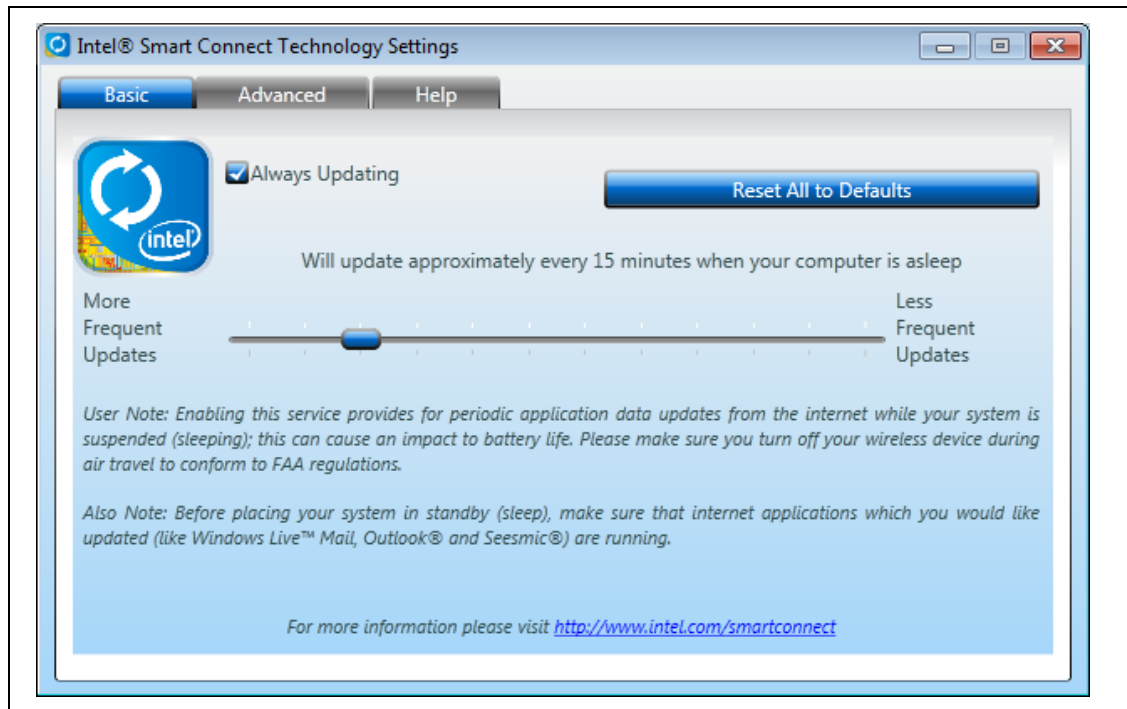 Intel® Smart Connect Technology Settings
Basic Advanced Help
Always Updating
Reset All to Defaults
intel
Will update approximately every 15 minutes when your computer is asleep
More
Frequent
Updates
Less
Frequent
Updates
User Note: Enabling this service provides for periodic application data updates from the internet while your system is
suspended (sleeping); this can cause an impact to battery life. Please make sure you turn off your wireless device during
air travel to conform to FAA regulations.
Also Note: Before placing your system in standby (sleep), make sure that internet applications which you would like
updated (like Windows Live™ Mail, Outlook® and Seesmic®) are running.
For more information please visit http://www.intel.com/smartconnect